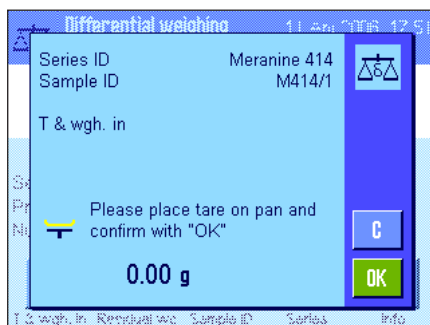 Differential weighing
Series ID Meranine 414
Sample ID M414/1
T & wgh. in
Please place tare on pan and
confirm with "OK"
C
0.00 g
OK
T & wgh. in Residual wc Sample ID Series Info